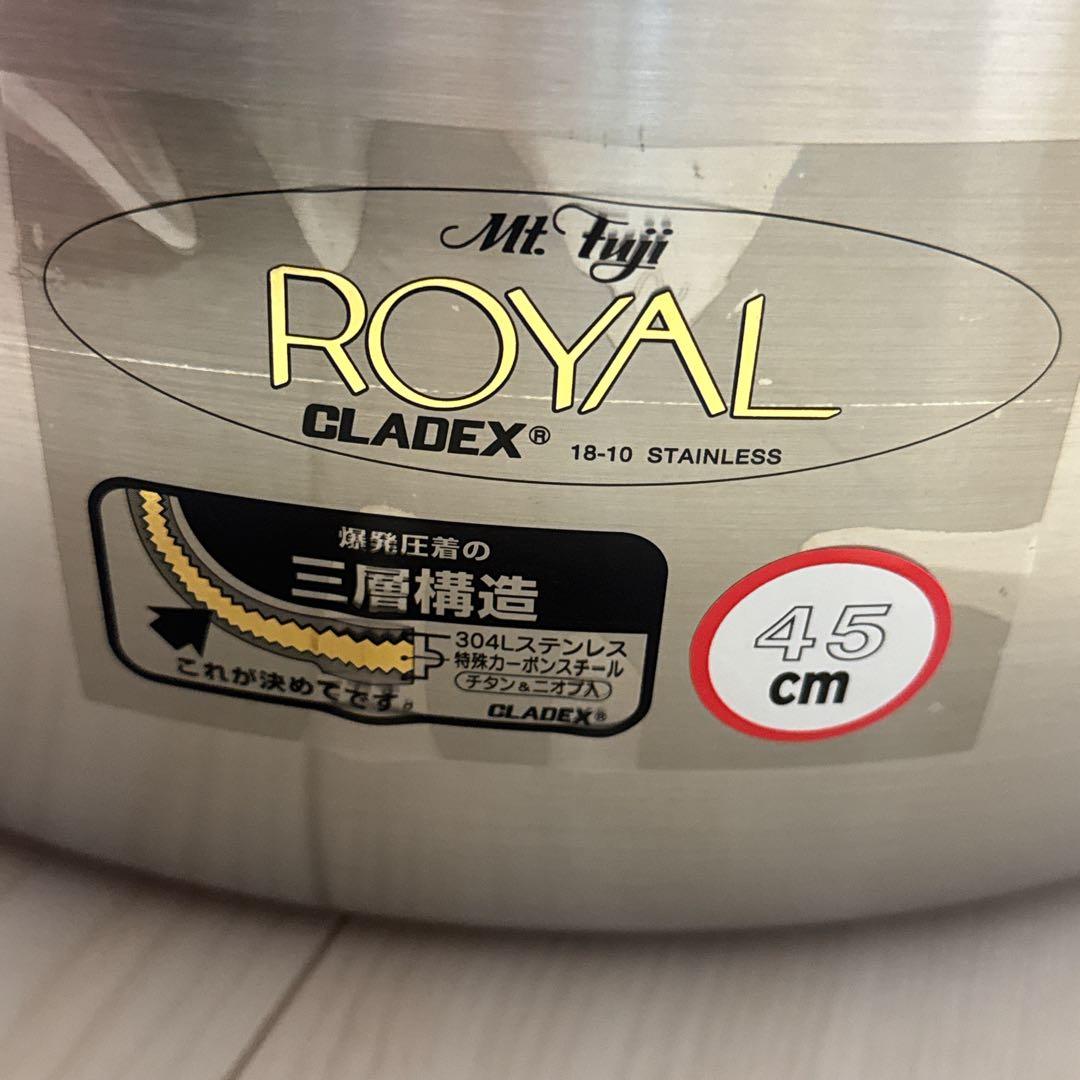 Mt. Fuji
ROYAL
CLADEX®
18-10 STAINLESS
爆発圧着の
三層構造
304Lステンレス
特殊カーボンスチール
チタン&ニオブ入
これが決めてです。
CLADEX®
45
cm